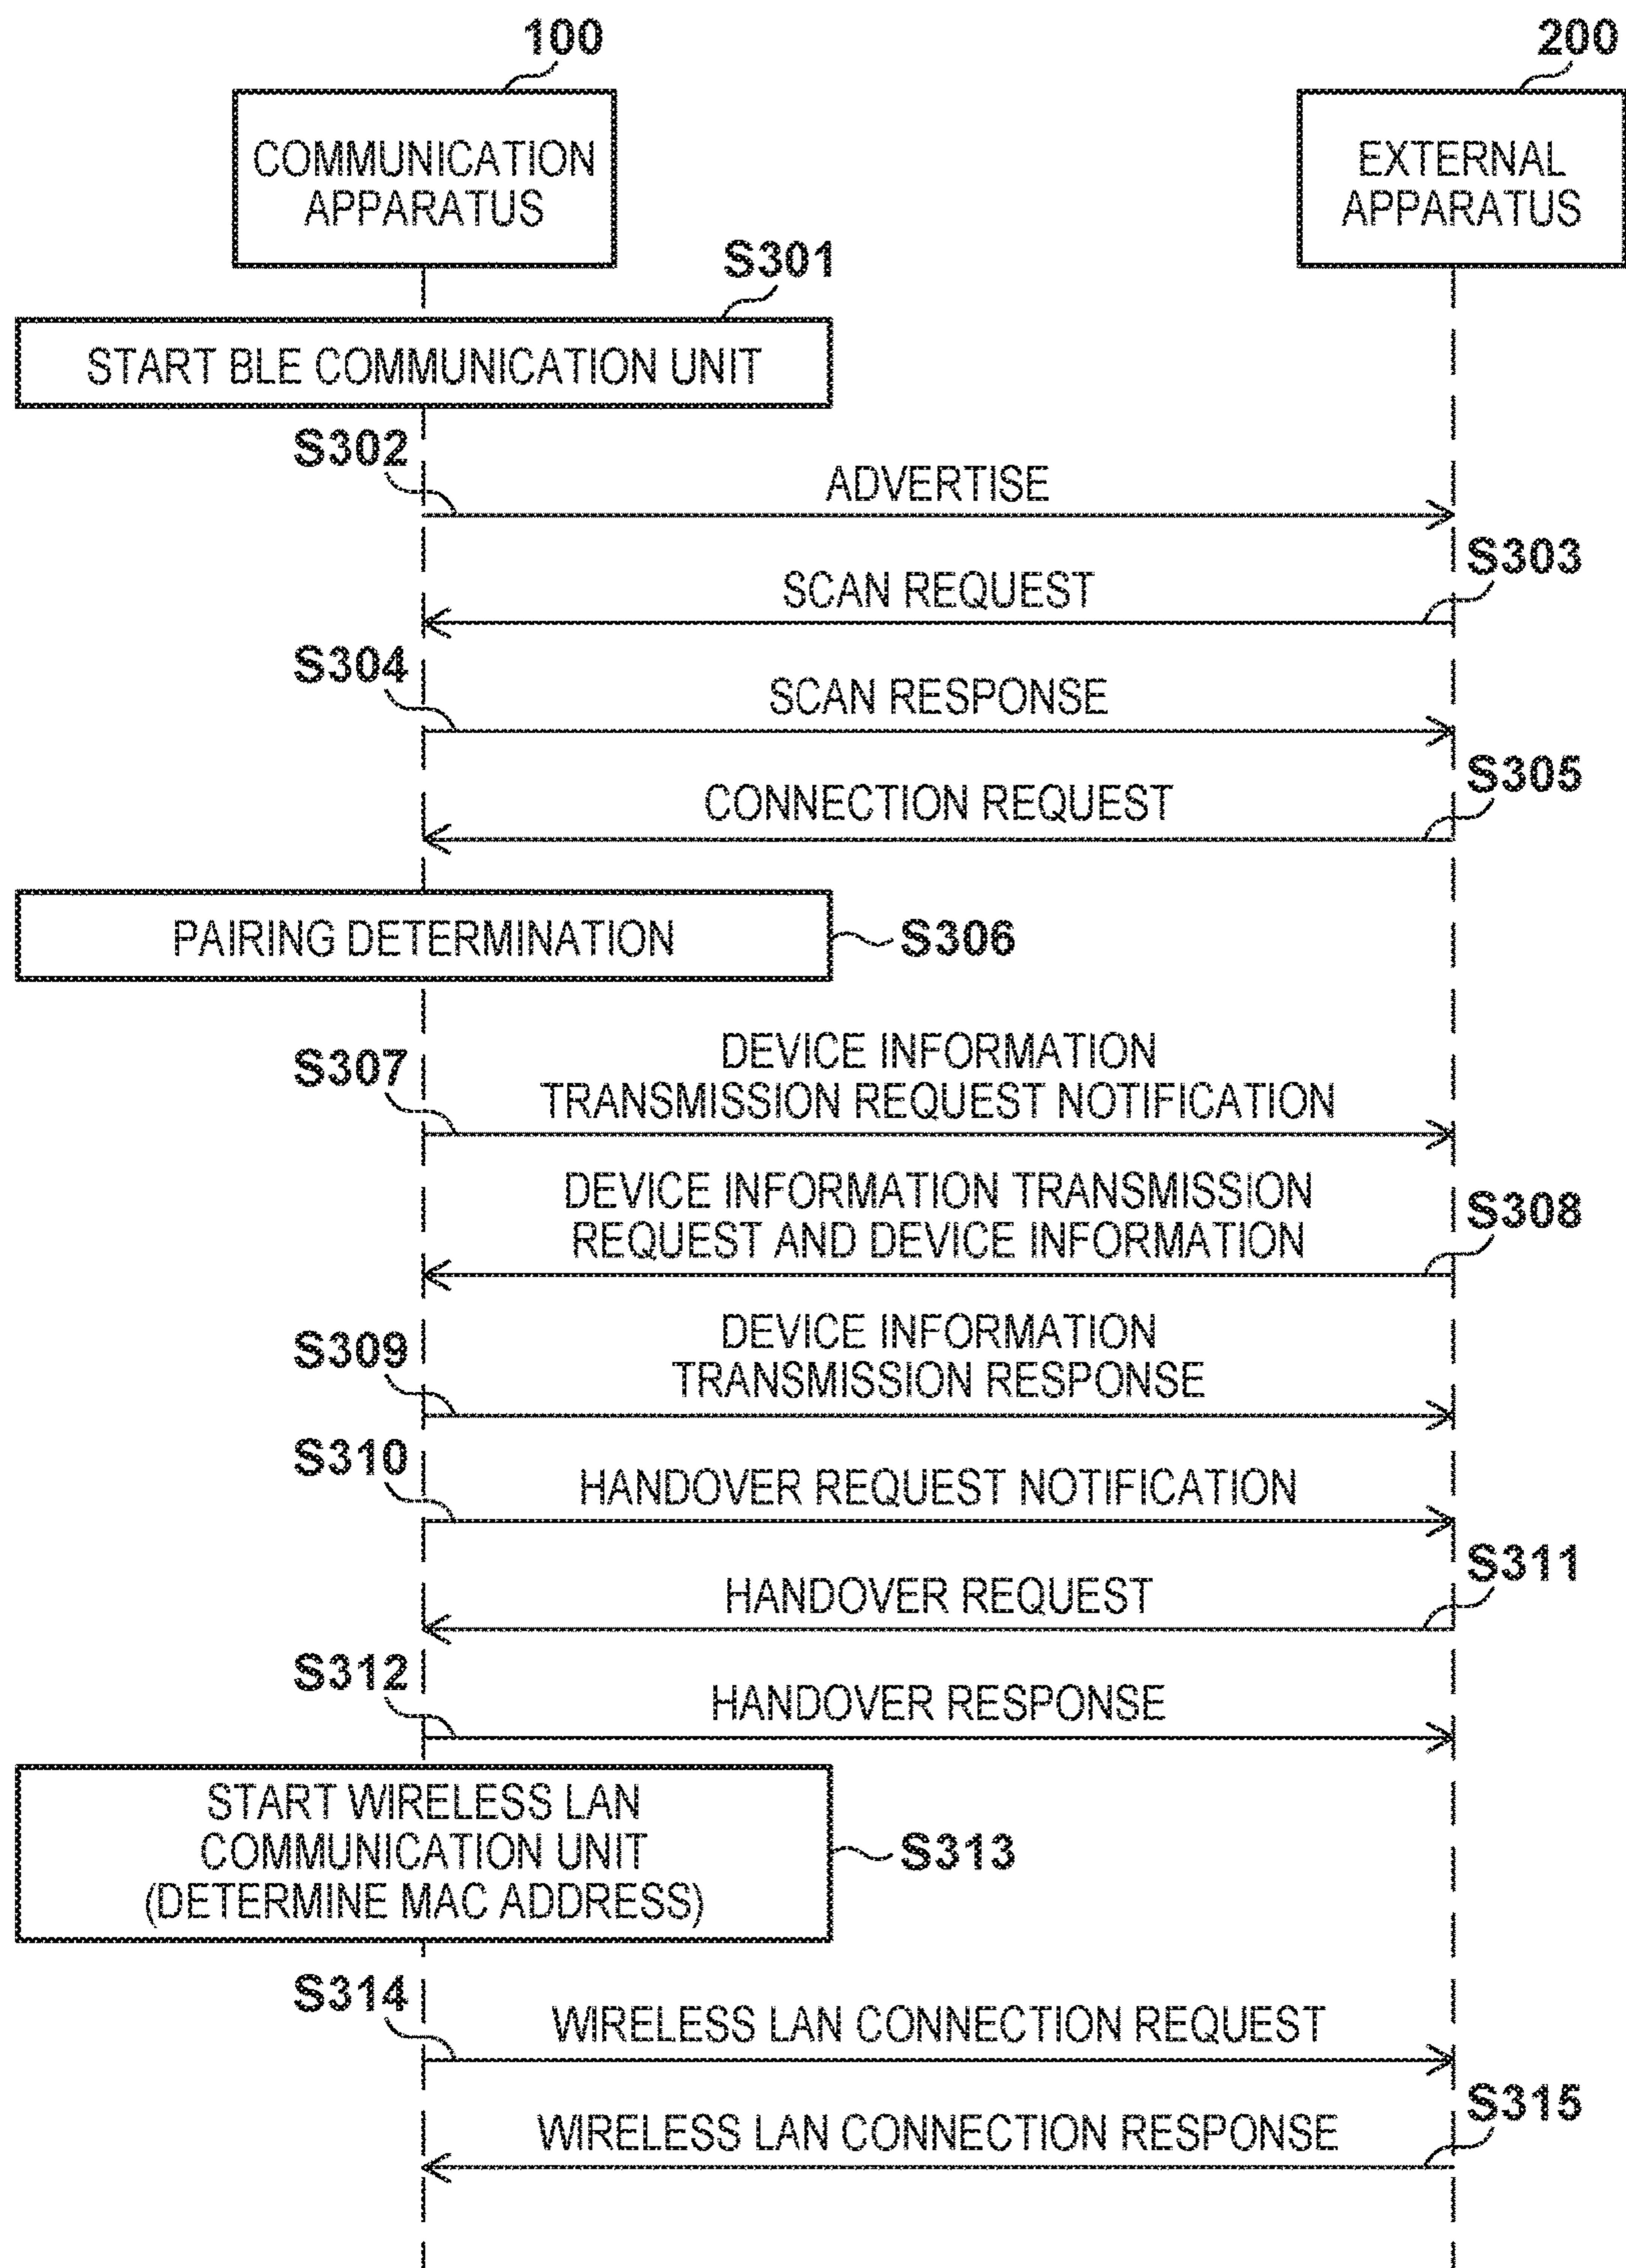 100
200
COMMUNICATION
APPARATUS
EXTERNAL
APPARATUS
S301
START BLE COMMUNICATION UNIT
S302
ADVERTISE
S303
SCAN REQUEST
S304
SCAN RESPONSE
S305
CONNECTION REQUEST
PAIRING DETERMINATION
S306
S307
DEVICE INFORMATION
TRANSMISSION REQUEST NOTIFICATION
DEVICE INFORMATION TRANSMISSION
REQUEST AND DEVICE INFORMATION
S308
S309
DEVICE INFORMATION
TRANSMISSION RESPONSE
S310
HANDOVER REQUEST NOTIFICATION
S311
HANDOVER REQUEST
S312
HANDOVER RESPONSE
START WIRELESS LAN
COMMUNICATION UNIT
(DETERMINE MAC ADDRESS)
S313
S314
WIRELESS LAN CONNECTION REQUEST
S315
WIRELESS LAN CONNECTION RESPONSE